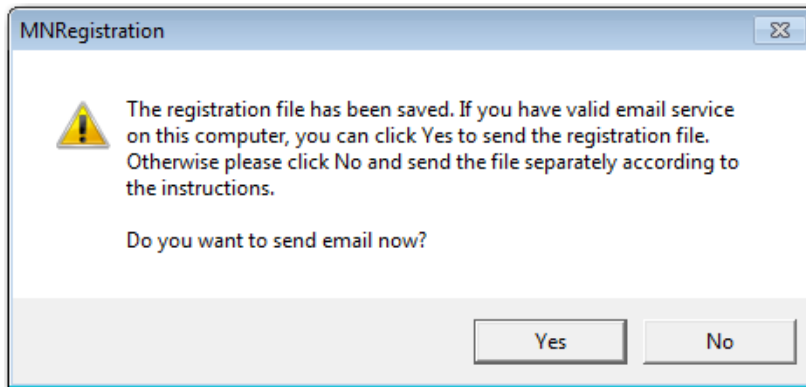 MNRegistration
The registration file has been saved. If you have valid email service
on this computer, you can click Yes to send the registration file.
Otherwise please click No and send the file separately according to
the instructions.
Do you want to send email now?
Yes
No